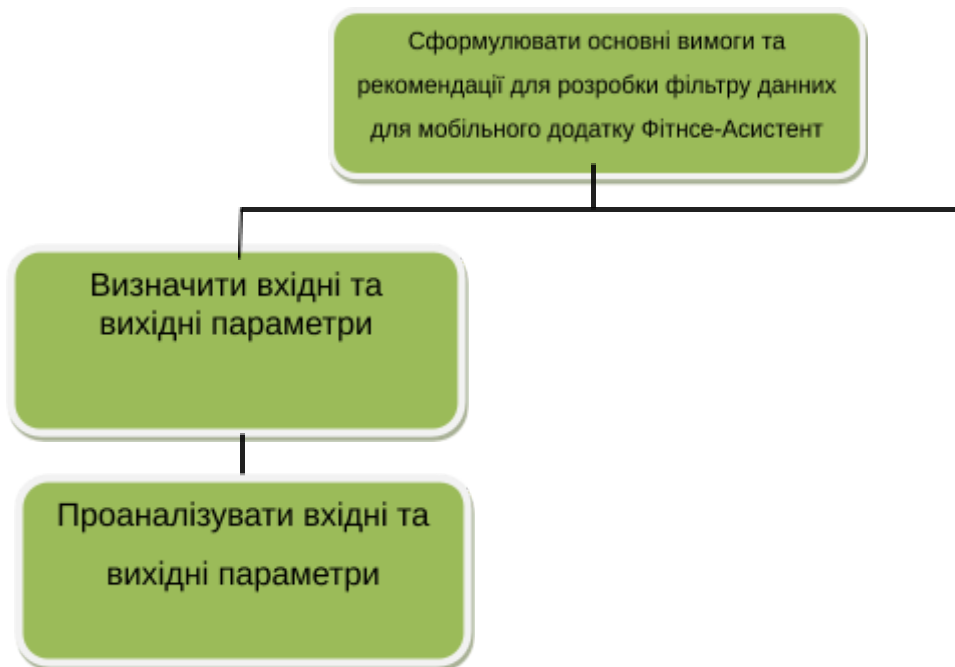 Сформулювати основні вимоги та
рекомендації для розробки фільтру данних
для мобільного додатку Фітнсе-Асистент
Визначити вхідні та
вихідні параметри
Проаналізувати вхідні та
вихідні параметри